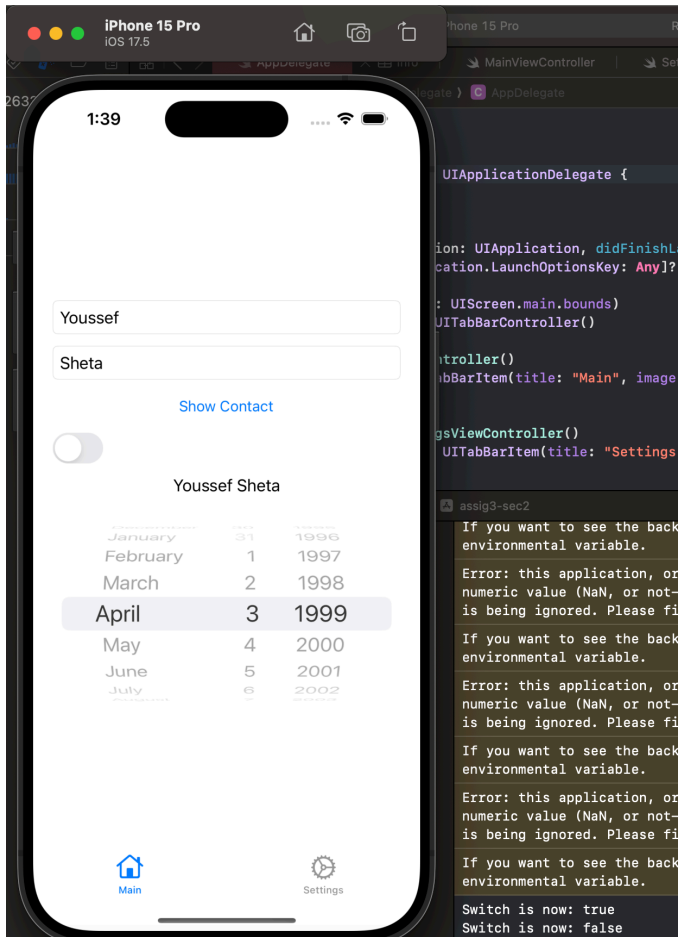 iPhone 15 Pro
iOS 17.5
hone 15 Pro
AppDelegate
Info
MainViewController
Set
2632
legate
C AppDelegate
1:39
UIApplicationDelegate {
ion: UIApplication, didFinishLa
cation.LaunchOptionsKey: Any]?
: UIScreen.main.bounds)
UITabBarController()
ntroller()
abBarItem(title: "Main", image
gsViewController()
UITabBarItem(title: "Settings
Youssef
Sheta
Show Contact
Youssef Sheta
January 31 1996
February 1 1997
March 2 1998
April 3 1999
May 4 2000
June 5 2001
July 6 2002
Main
Settings
assig3-sec2
If you want to see the back
environmental variable.
Error: this application, or
numeric value (NaN, or not-
is being ignored. Please fi
If you want to see the back
environmental variable.
Error: this application, or
numeric value (NaN, or not-
is being ignored. Please fi
If you want to see the back
environmental variable.
Error: this application, or
numeric value (NaN, or not-
is being ignored. Please fi
If you want to see the back
environmental variable.
Switch is now: true
Switch is now: false